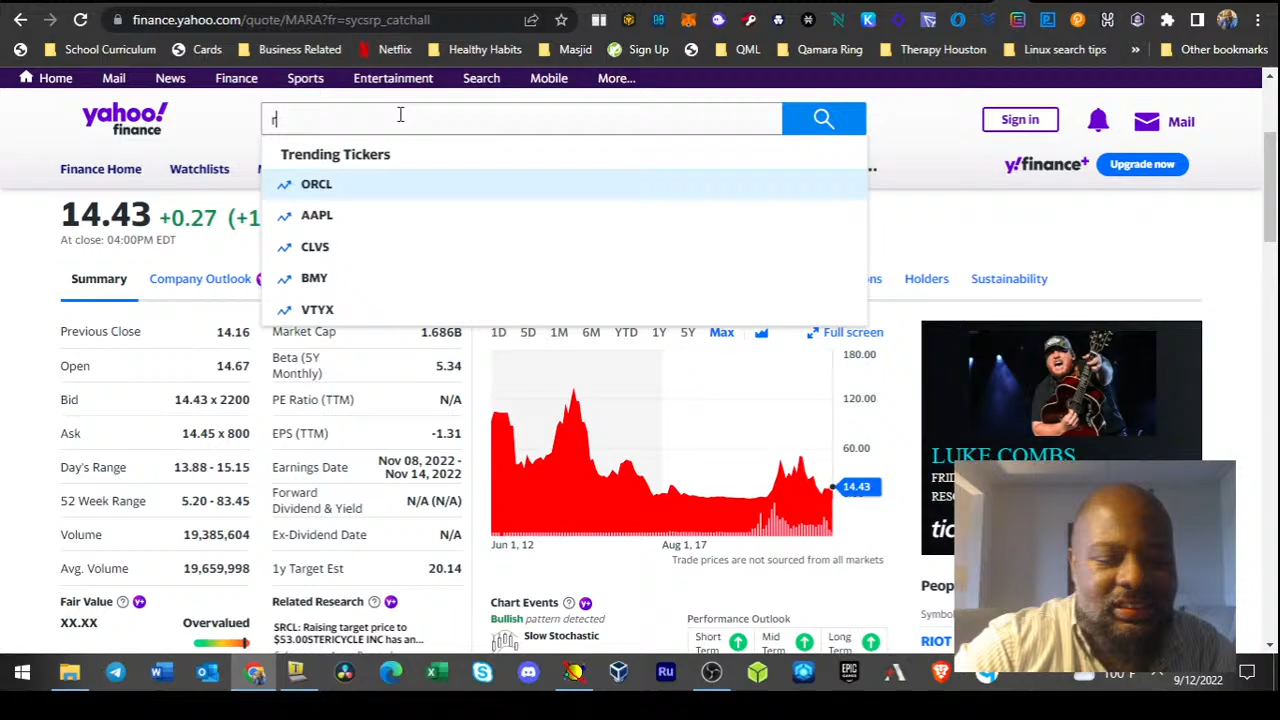 finance.yahoo.com/quote/MARA?fr=sycsrp_catchall
School Curriculum Cards Business Related Netflix Healthy Habits Masjid Sign Up QML Qamara Ring Therapy Houston Linux search tips » Other bookmarks
Home Mail News Finance Sports Entertainment Search Mobile More...
yahoo!
finance
r
Sign in
Mail
Trending Tickers
Finance Home Watchlists
...
y!finance+ Upgrade now
ORCL
AAPL
CLVS
BMY
VTYX
14.43 +0.27 (+1
At close: 04:00PM EDT
Summary Company Outlook
ns Holders Sustainability
Previous Close 14.16
Open 14.67
Bid 14.43 x 2200
Ask 14.45 x 800
Day's Range 13.88 - 15.15
52 Week Range 5.20 - 83.45
Volume 19,385,604
Avg. Volume 19,659,998
Market Cap 1.686B
Beta (5Y
Monthly) 5.34
PE Ratio (TTM) N/A
EPS (TTM) -1.31
Earnings Date Nov 08, 2022 -
Nov 14, 2022
Forward
Dividend & Yield N/A (N/A)
Ex-Dividend Date N/A
1y Target Est 20.14
1D 5D 1M 6M YTD 1Y 5Y Max Full screen
180.00
120.00
60.00
14.43
Jun 1, 12 Aug 1, 17
Trade prices are not sourced from all markets
Fair Value ? Y+
XX.XX Overvalued
Related Research ? Y+
SRCL: Raising target price to
$53.00STERICYCLE INC has an...
Chart Events ? Y+
Bullish pattern detected
Slow Stochastic
Performance Outlook
Short
Term
Mid
Term
Long
Term
LUKE COMBS
FRID
RESO
tic
Peop
Symbol
RIOT
Ru
EPIC
GAMES
100°F
9/12/2022